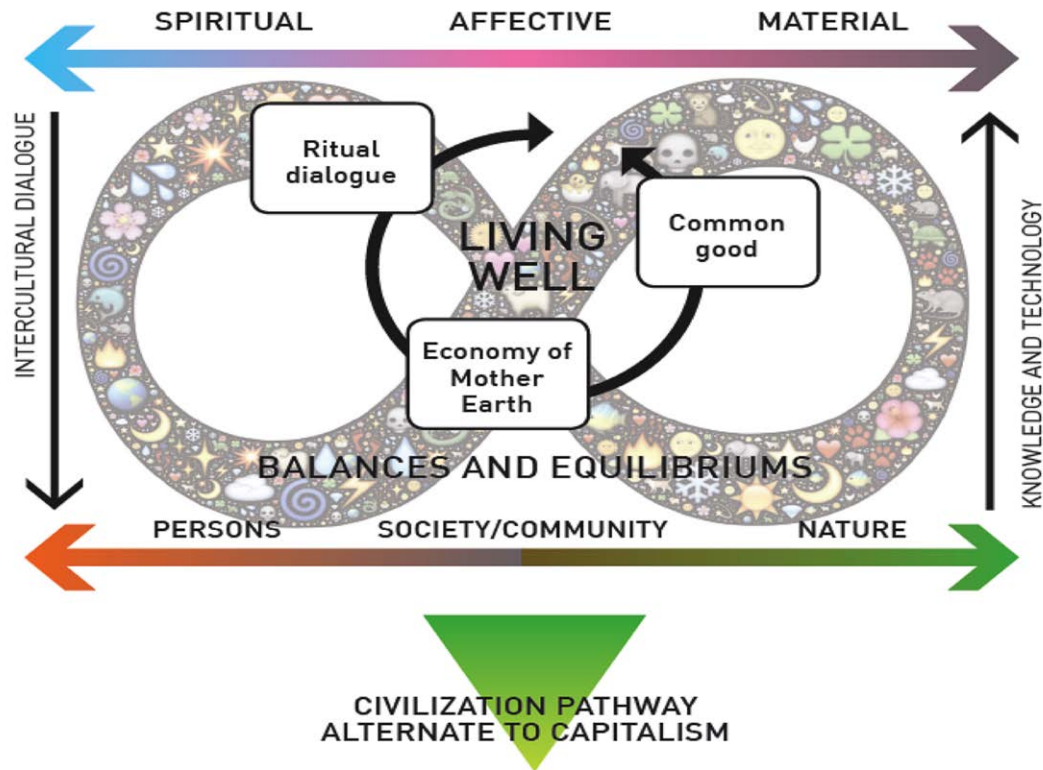 SPIRITUAL AFFECTIVE MATERIAL
INTERCULTURAL DIALOGUE
Ritual
dialogue
LIVING
WELL
Common
good
Economy of
Mother
Earth
KNOWLEDGE AND TECHNOLOGY
BALANCES AND EQUILIBRIUMS
PERSONS SOCIETY/COMMUNITY NATURE
CIVILIZATION PATHWAY
ALTERNATE TO CAPITALISM